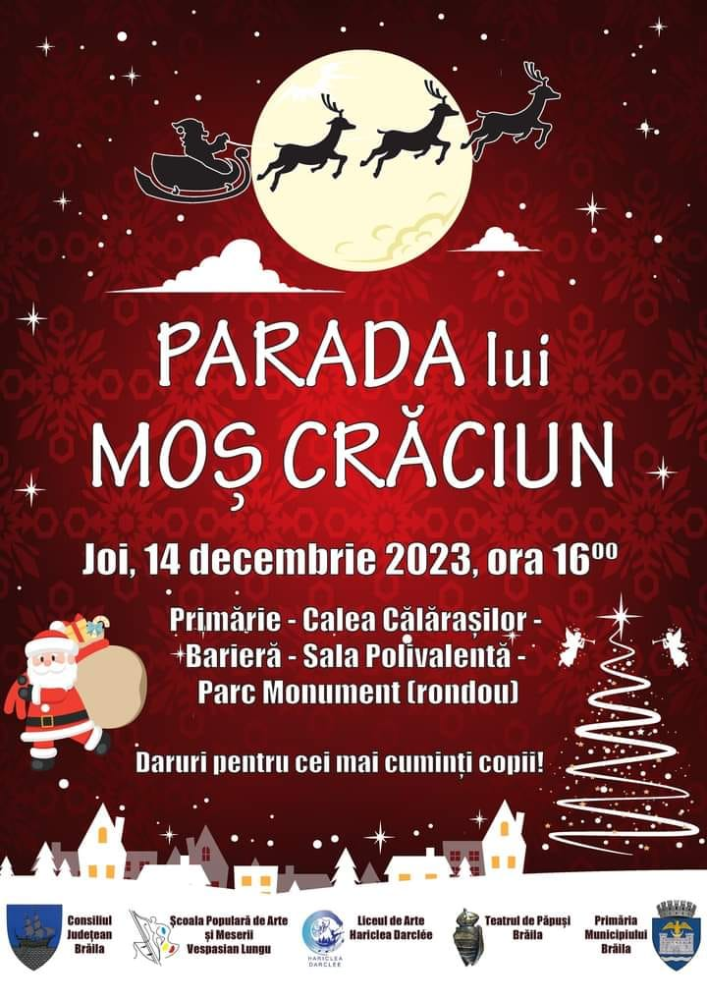 PARADA lui
MOȘ CRĂCIUN
Joi, 14 decembrie 2023, ora 16⁰⁰
Primărie - Calea Călărașilor -
Barieră - Sala Polivalentă -
Parc Monument (rondou)
Daruri pentru cei mai cuminți copii!
Consiliul
Județean
Brăila
Școala Populară de Arte
și Meserii
Vespasian Lungu
HARICLEA
DARCLÉE
Liceul de Arte
Hariclea Darclée
Teatrul de Păpuși
Brăila
Primăria
Municipiului
Brăila